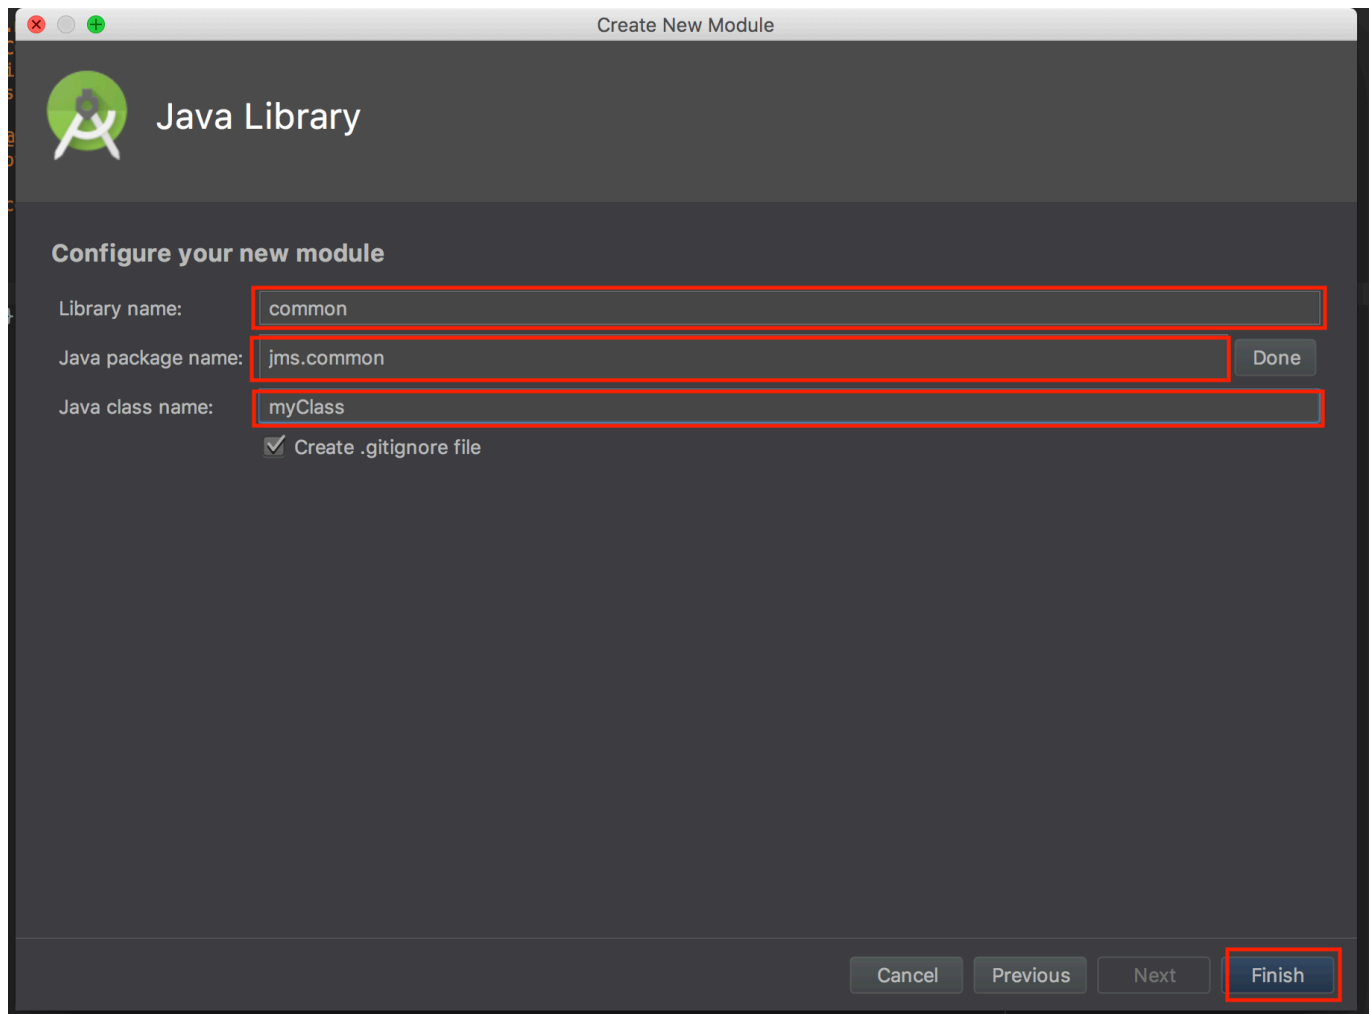 Create New Module
Java Library
Configure your new module
Library name: common
Java package name: jms.common Done
Java class name: myClass
Create .gitignore file
Cancel Previous Next Finish